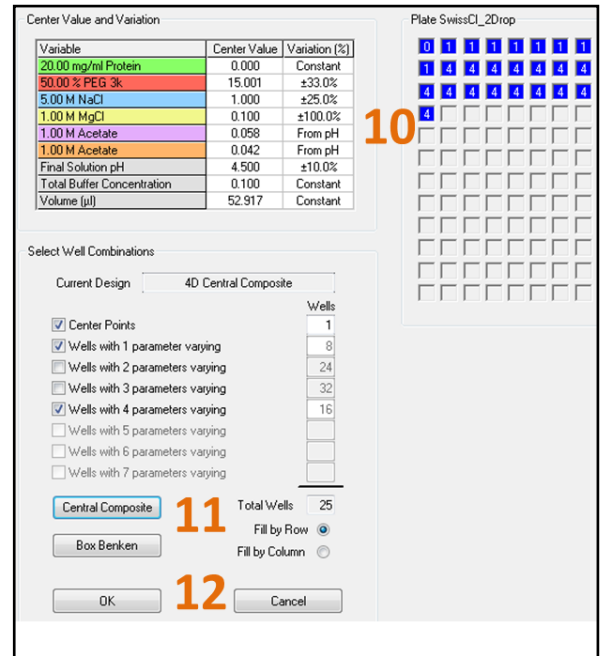 Center Value and Variation
Variable Center Value Variation (%)
20.00 mg/ml Protein 0.000 Constant
50.00 % PEG 3k 15.001 ±33.0%
5.00 M NaCl 1.000 ±25.0%
1.00 M MgCl 0.100 ±100.0%
1.00 M Acetate 0.058 From pH
1.00 M Acetate 0.042 From pH
Final Solution pH 4.500 ±10.0%
Total Buffer Concentration 0.100 Constant
Volume (µl) 52.917 Constant
10
Plate SwissCI_2Drop
0 1 1 1 1 1 1 1
1 4 4 4 4 4 4 4
4 4 4 4 4 4 4 4
4
Select Well Combinations
Current Design 4D Central Composite
Wells
Center Points 1
Wells with 1 parameter varying 8
Wells with 2 parameters varying 24
Wells with 3 parameters varying 32
Wells with 4 parameters varying 16
Wells with 5 parameters varying
Wells with 6 parameters varying
Wells with 7 parameters varying
Central Composite 11 Total Wells 25
Fill by Row
Box Benken
Fill by Column
OK 12 Cancel